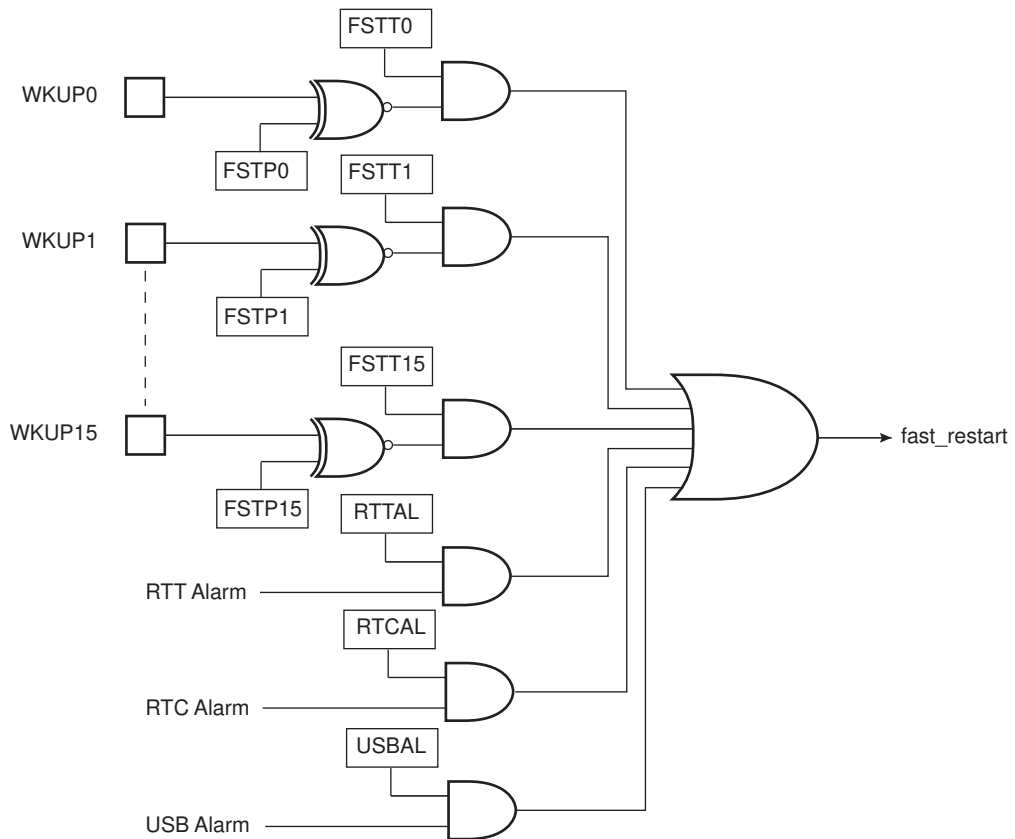 FSTT0
WKUP0
FSTP0
FSTT1
WKUP1
FSTP1
FSTT15
WKUP15
fast_restart
FSTP15
RTTAL
RTT Alarm
RTCAL
RTC Alarm
USBAL
USB Alarm